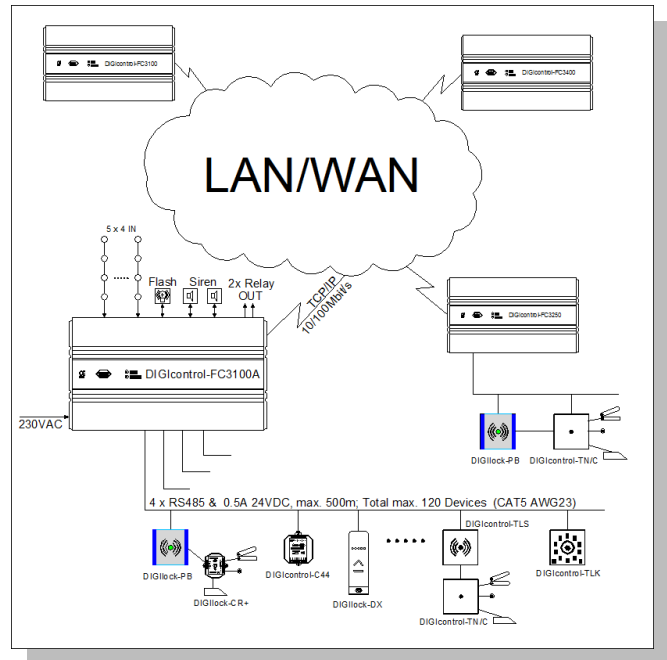 DIGIcontrol-FC3100
DIGIcontrol-FC3400
LAN/WAN
5 x 4 IN
Flash
Siren
2x Relay
OUT
TCP/IP
10/100Mbit/s
DIGIcontrol-FC3250
DIGIcontrol-FC3100A
230VAC
DIGIlock-PB
DIGIcontrol-TN/C
4 x RS485 & 0.5A 24VDC, max. 500m; Total max. 120 Devices (CAT5 AWG23)
DIGIcontrol-TLS
DIGIlock-PB
DIGIcontrol-C44
DIGIcontrol-TLK
DIGIlock-CR+
DIGIlock-DX
DIGIcontrol-TN/C